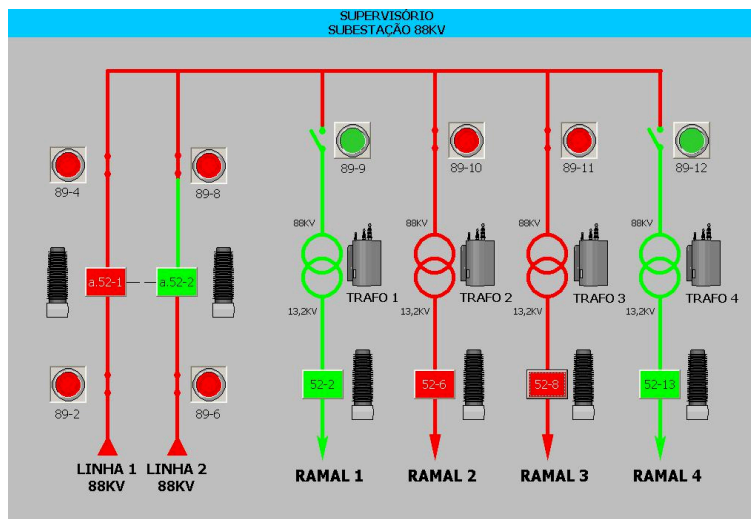 SUPERVISÓRIO
SUBESTAÇÃO 88KV
89-4
89-8
89-9
89-10
89-11
89-12
88KV
88KV
88KV
88KV
a.52-1
a.52-2
TRAFO 1
TRAFO 2
TRAFO 3
TRAFO 4
13,2KV
13,2KV
13,2KV
13,2KV
89-2
89-6
52-2
52-6
52-8
52-13
LINHA 1
88KV
LINHA 2
88KV
RAMAL 1
RAMAL 2
RAMAL 3
RAMAL 4